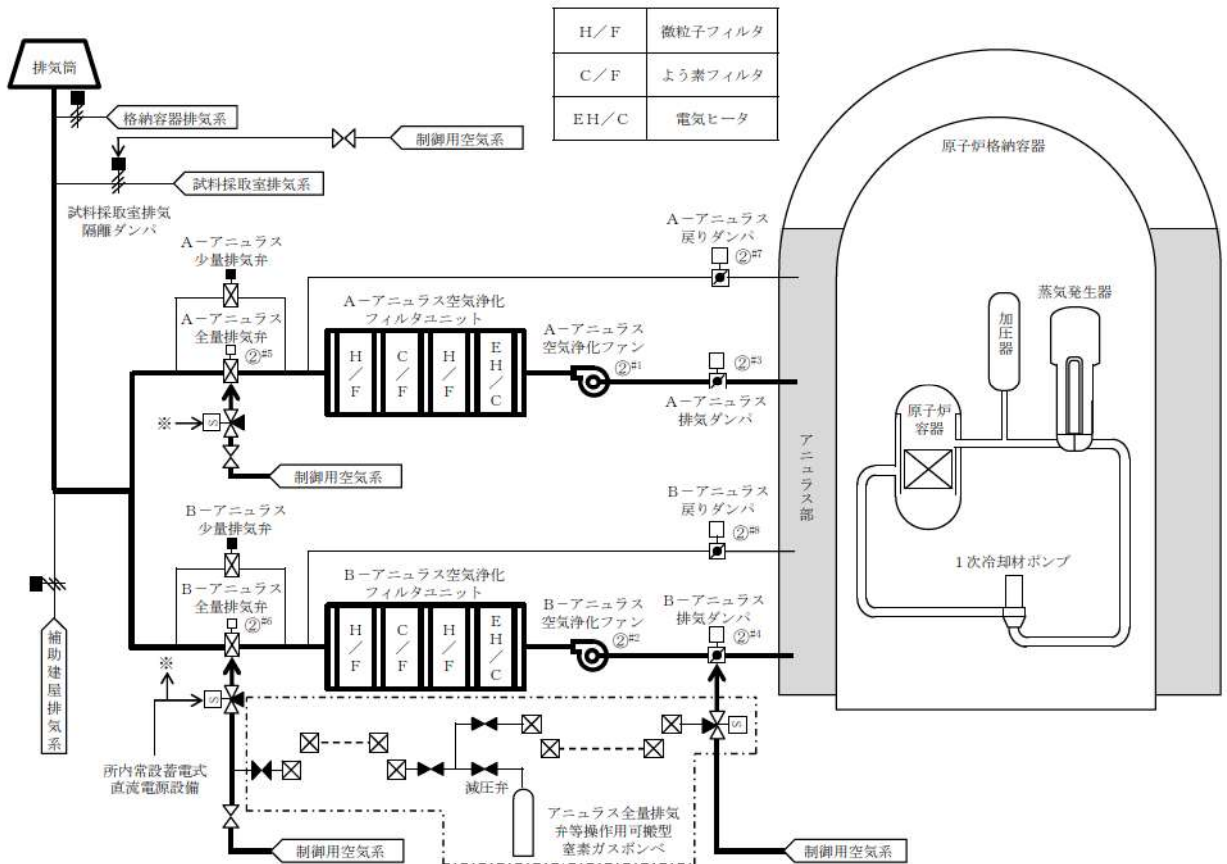 H/F 微粒子フィルタ
C/F よう素フィルタ
EH/C 電気ヒータ
排気筒
格納容器排気系
制御用空気系
試料採取室排気系
試料採取室排気
隔離ダンパ
原子炉格納容器
A-アニュラス
戻りダンパ
②#7
A-アニュラス
少量排気弁
A-アニュラス
全量排気弁
②#5
A-アニュラス空気浄化
フィルタユニット
H/F
C/F
H/F
EH/C
A-アニュラス
空気浄化ファン
②#1
②#3
A-アニュラス
排気ダンパ
※
S
制御用空気系
蒸気発生器
加圧器
原子炉
容器
アニュラス部
1次冷却材ポンプ
B-アニュラス
戻りダンパ
②#8
B-アニュラス
少量排気弁
B-アニュラス
全量排気弁
②#6
B-アニュラス空気浄化
フィルタユニット
H/F
C/F
H/F
EH/C
B-アニュラス
空気浄化ファン
②#2
B-アニュラス
排気ダンパ
②#4
補助建屋排気系
※
S
S
所内常設蓄電式
直流電源設備
減圧弁
アニュラス全量排気
弁等操作用可搬型
窒素ガスボンベ
制御用空気系
制御用空気系